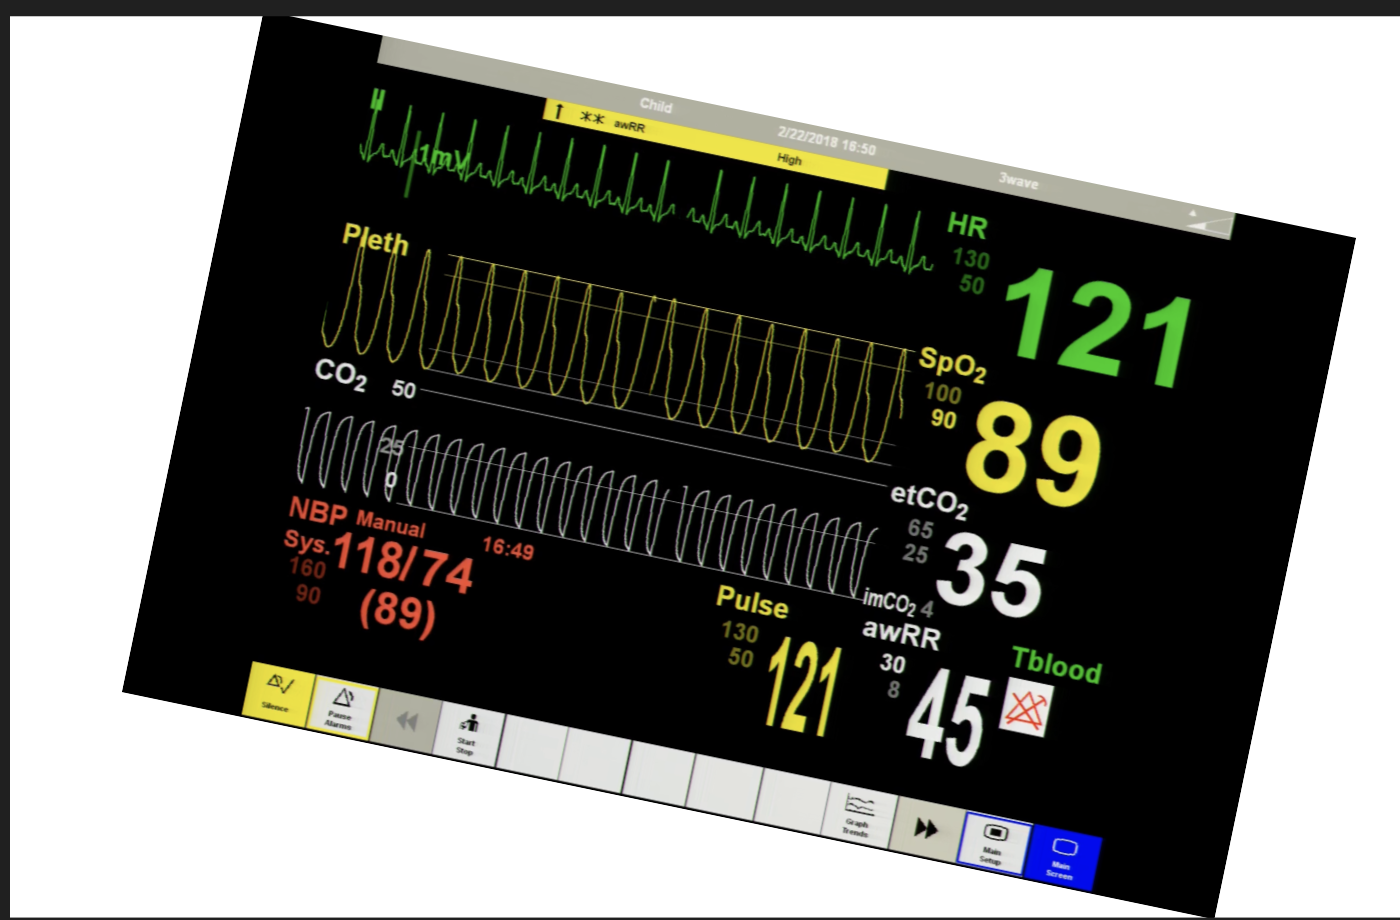 Child
2/22/2018 16:50
3wave
** awRR
High
1mV
HR
130
50
121
Pleth
SpO2
100
90
89
CO2
50
25
0
etCO2
65
25
35
imCO2 4
NBP Manual
16:49
Sys.
160
90
118/74
(89)
Pulse
130
50
121
awRR
30
8
45
Tblood
Silence
Pause
Alarms
Start
Stop
Graph
Trends
Main
Setup
Main
Screen